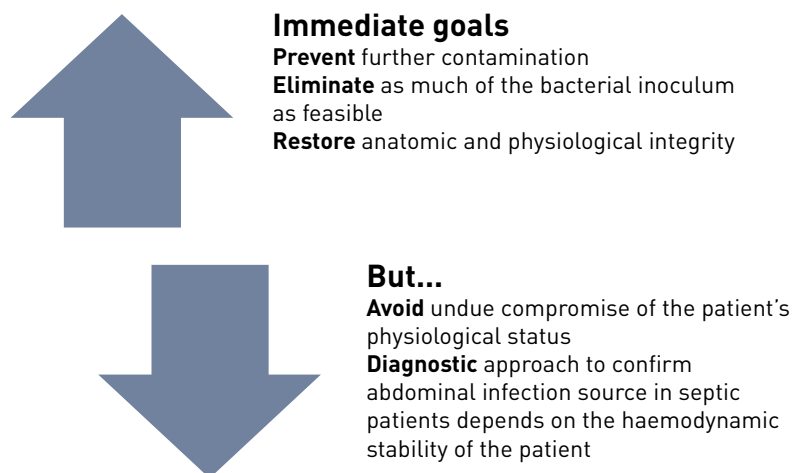 Immediate goals
Prevent further contamination
Eliminate as much of the bacterial inoculum
as feasible
Restore anatomic and physiological integrity
But...
Avoid undue compromise of the patient's
physiological status
Diagnostic approach to confirm
abdominal infection source in septic
patients depends on the haemodynamic
stability of the patient